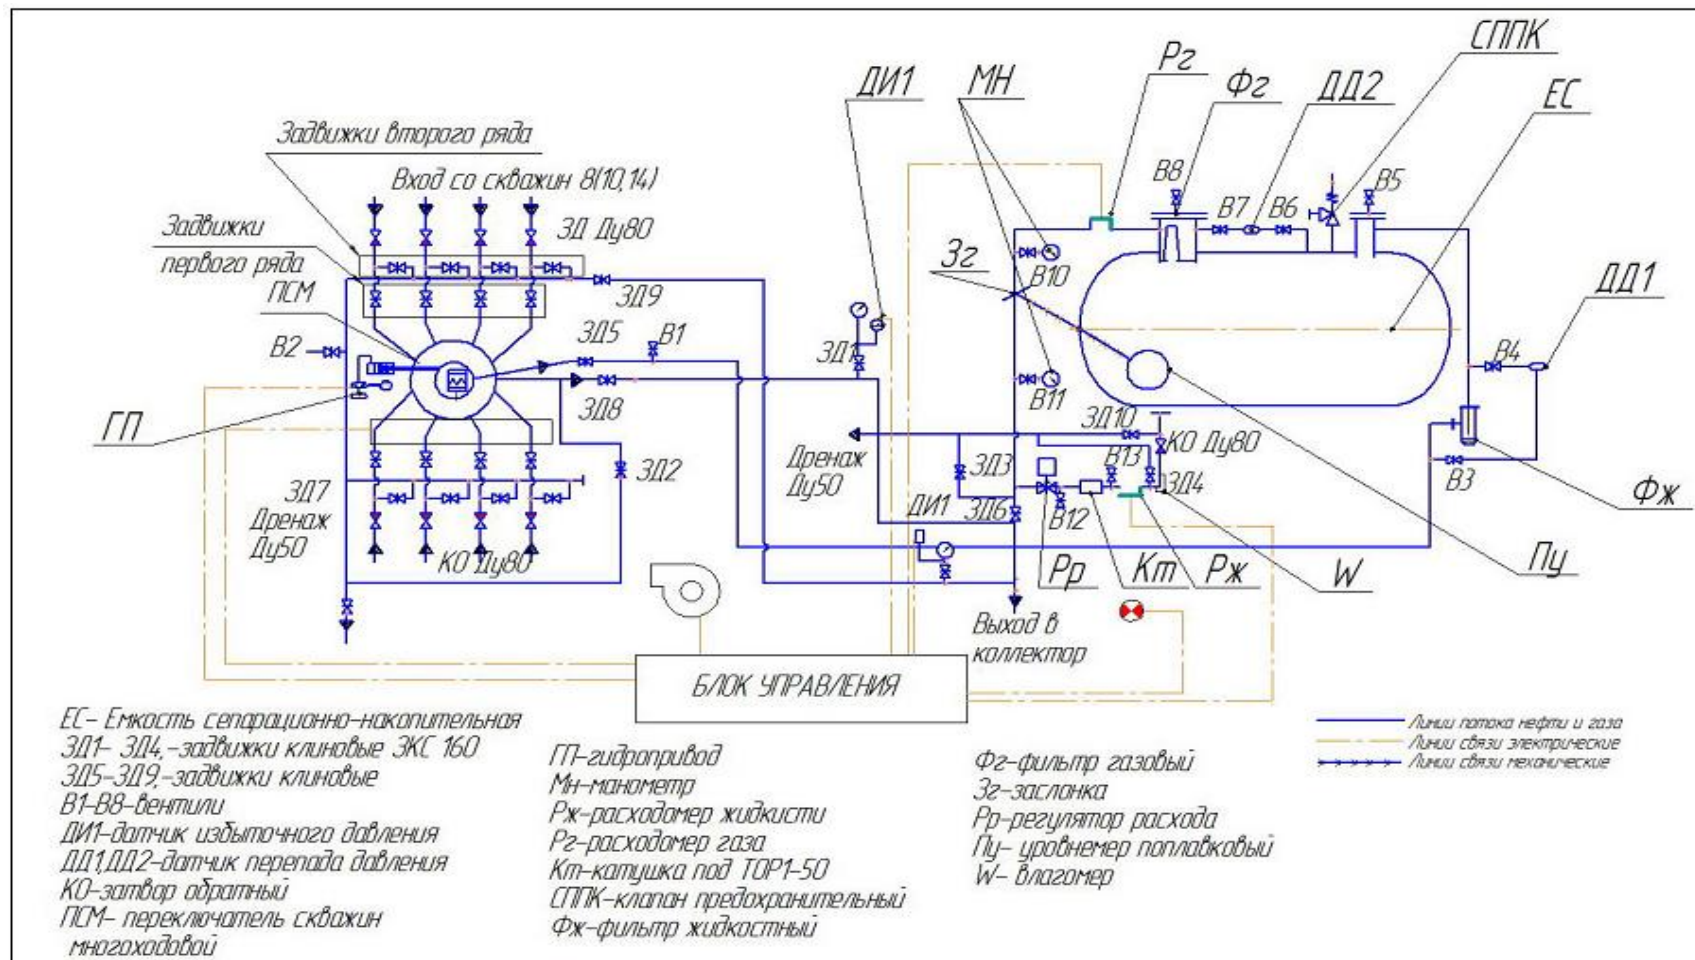 СППК
Рг
ДИ1
МН
Фг
ДД2
ЕС
Задвижки второго ряда
Вход со скважин 8(10,14)
В8
В5
Задвижки
первого ряда
ЗД Ду80
В7
В6
ПСМ
Зг
В10
ДД1
ЗД9
В2
ЗД5
В1
ЗД1
В4
ГП
ЗД8
В11
ЗД10
КО Ду80
Дренаж
Ду50
ЗД3
В13
ЗД2
ЗД7
ЗД4
В3
Фж
Дренаж
Ду50
ДИ1
ЗД6
В12
КО Ду80
Рр
Кт
Рж
W
Пу
Выход в
коллектор
БЛОК УПРАВЛЕНИЯ
ЕС- Емкость сепарационно-накопительная
ЗД1- ЗД4,-задвижки клиновые ЗКС 160
ЗД5-ЗД9,-задвижки клиновые
В1-В8-вентили
ДИ1-датчик избыточного давления
ДД1,ДД2-датчик перепада давления
КО-затвор обратный
ПСМ- переключатель скважин
многоходовой
ГП-гидропривод
Мн-манометр
Рж-расходомер жидкисти
Рг-расходомер газа
Кт-катушка под ТОР1-50
СППК-клапан предохранительный
Фж-фильтр жидкостный
Фг-фильтр газовый
Зг-заслонка
Рр-регулятор расхода
Пу- уровнемер поплавковый
W- влагомер
Линии потока нефти и газа
Линии связи электрические
Линии связи механические